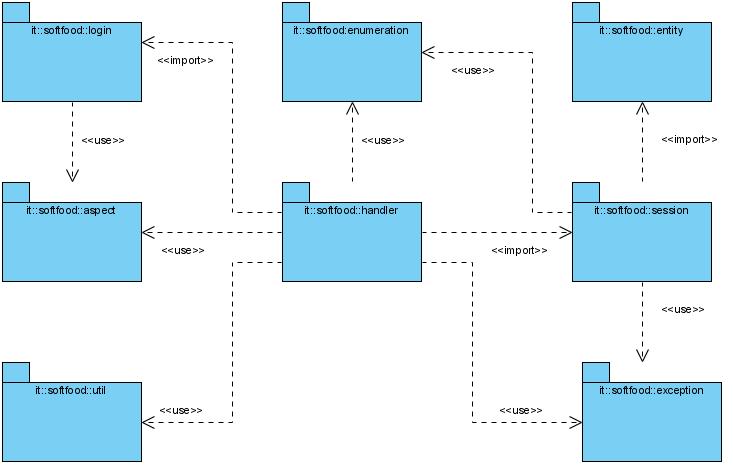 it::softfood::login
it::softfood:enumeration
it::softfood::entity
<<import>>
<<use>>
<<use>>
<<use>>
<<import>>
it::softfood::aspect
it::softfood::handler
it::softfood::session
<<use>>
<<import>>
<<use>>
it::softfood::util
it::softfood::exception
<<use>>
<<use>>